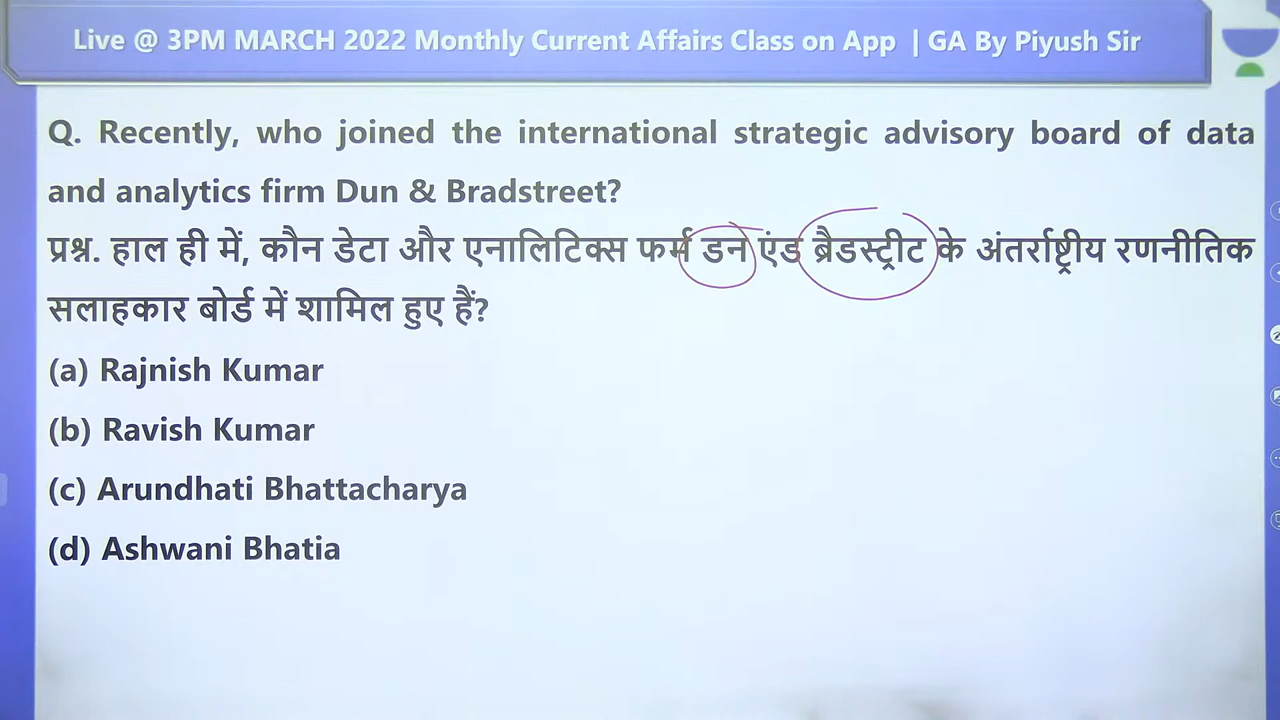 Live @ 3PM MARCH 2022 Monthly Current Affairs Class on App | GA By Piyush Sir
Q. Recently, who joined the international strategic advisory board of data
and analytics firm Dun & Bradstreet?
प्रश्न. हाल ही में, कौन डेटा और एनालिटिक्स फर्म डन एंड ब्रैडस्ट्रीट के अंतर्राष्ट्रीय रणनीतिक
सलाहकार बोर्ड में शामिल हुए हैं?
(a) Rajnish Kumar
(b) Ravish Kumar
(c) Arundhati Bhattacharya
(d) Ashwani Bhatia